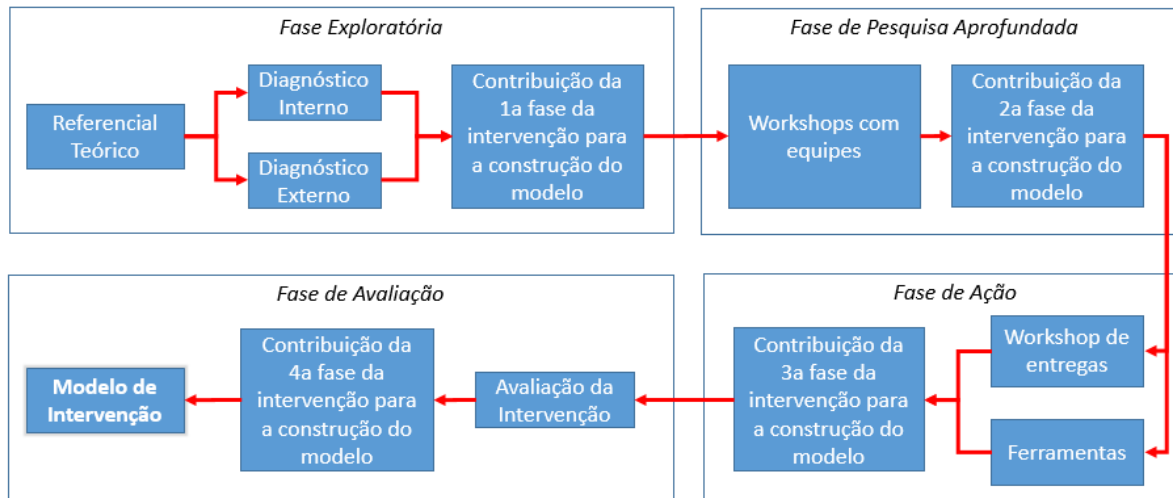 Fase Exploratória
Referencial
Teórico
Diagnóstico
Interno
Diagnóstico
Externo
Contribuição da
1a fase da
intervenção para
a construção do
modelo
Fase de Pesquisa Aprofundada
Workshops com
equipes
Contribuição da
2a fase da
intervenção para
a construção do
modelo
Fase de Ação
Workshop de
entregas
Ferramentas
Contribuição da
3a fase da
intervenção para
a construção do
modelo
Fase de Avaliação
Avaliação da
Intervenção
Contribuição da
4a fase da
intervenção para
a construção do
modelo
Modelo de
Intervenção